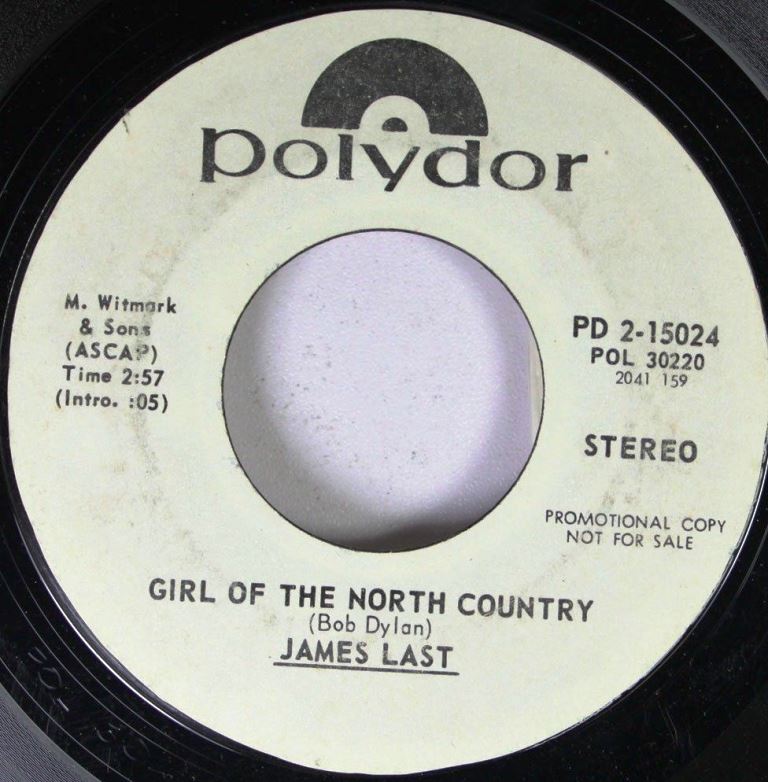 polydor
M. Witmark
& Sons
(ASCAP)
Time 2:57
(Intro. :05)
PD 2-15024
POL 30220
2041 159
STEREO
PROMOTIONAL COPY
NOT FOR SALE
GIRL OF THE NORTH COUNTRY
(Bob Dylan)
JAMES LAST